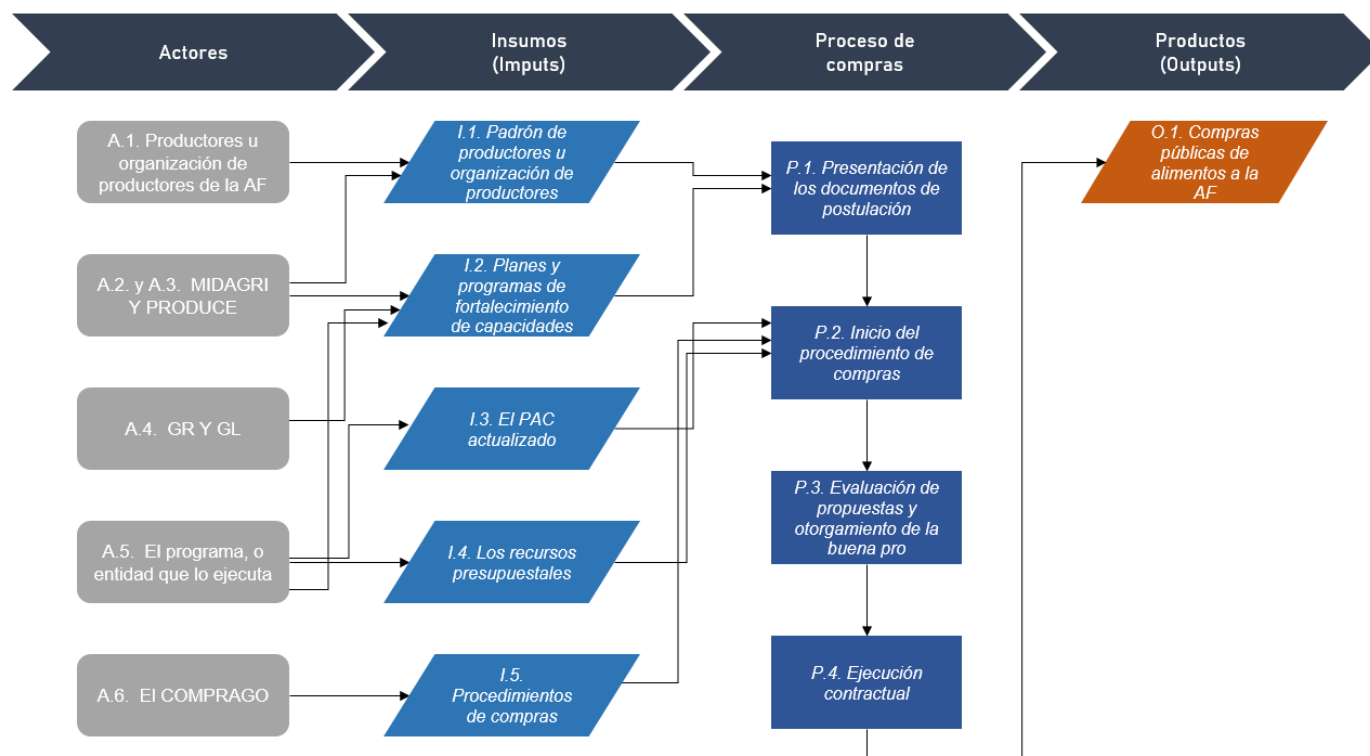 Actores
Insumos
(Imputs)
Proceso de
compras
Productos
(Outputs)
A.1. Productores u
organización de
productores de la AF
I.1. Padrón de
productores u
organización de
productores
P.1. Presentación de
los documentos de
postulación
O.1. Compras
públicas de
alimentos a la
AF
A.2. y A.3. MIDAGRI
Y PRODUCE
I.2. Planes y
programas de
fortalecimiento
de capacidades
P.2. Inicio del
procedimiento de
compras
A.4. GR Y GL
I.3. El PAC
actualizado
P.3. Evaluación de
propuestas y
otorgamiento de la
buena pro
A.5. El programa, o
entidad que lo ejecuta
I.4. Los recursos
presupuestales
A.6. El COMPRAGO
I.5.
Procedimientos
de compras
P.4. Ejecución
contractual